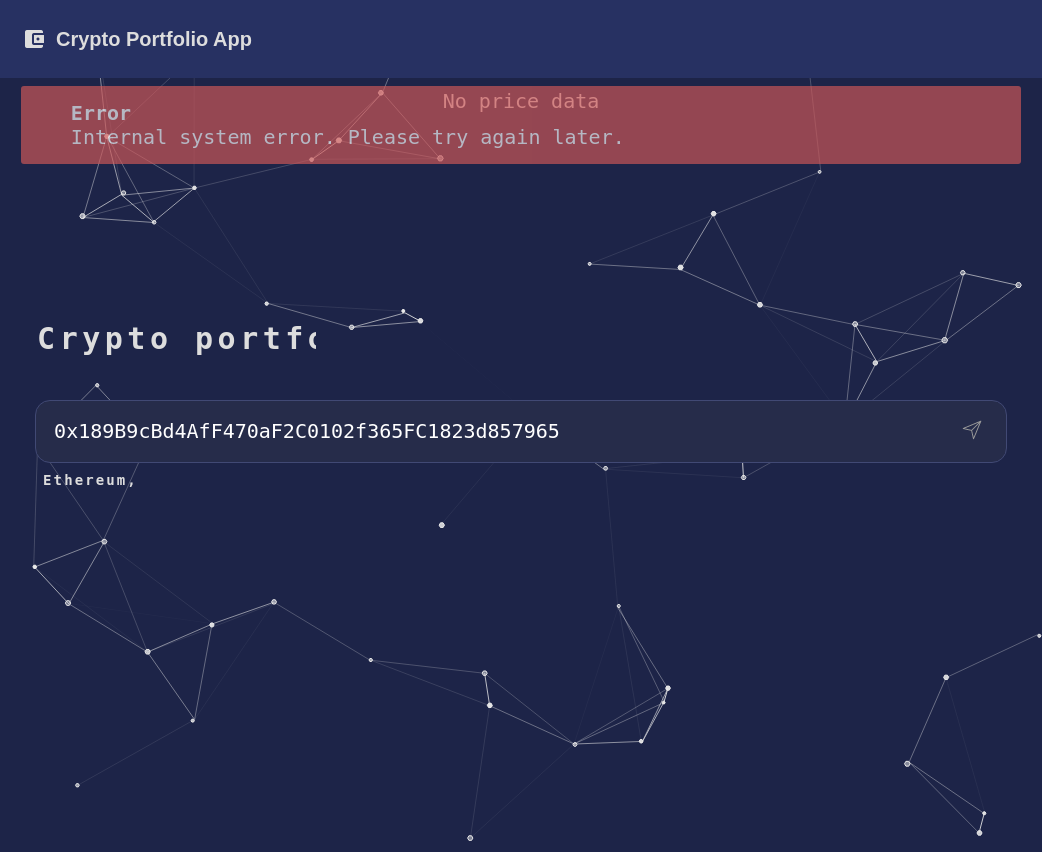 Crypto Portfolio App
No price data
Error
Internal system error. Please try again later.
Crypto portfo
0x189B9cBd4AfF470aF2C0102f365FC1823d857965
Ethereum,